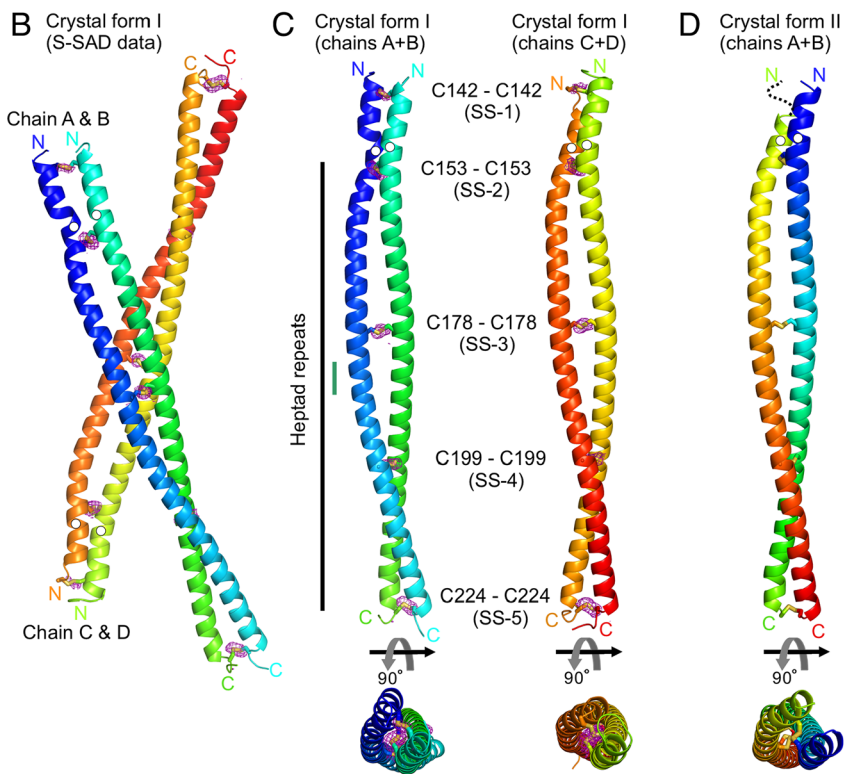 B
Crystal form I
(S-SAD data)
C
C
Chain A & B
N
N
N
N
Chain C & D
C
C
C
Crystal form I
(chains A+B)
Crystal form I
(chains C+D)
N
N
N
N
C142 - C142
(SS-1)
C153 - C153
(SS-2)
C178 - C178
(SS-3)
C199 - C199
(SS-4)
C224 - C224
(SS-5)
Heptad repeats
C
C
C
C
90°
90°
D
Crystal form II
(chains A+B)
N
N
C
C
90°